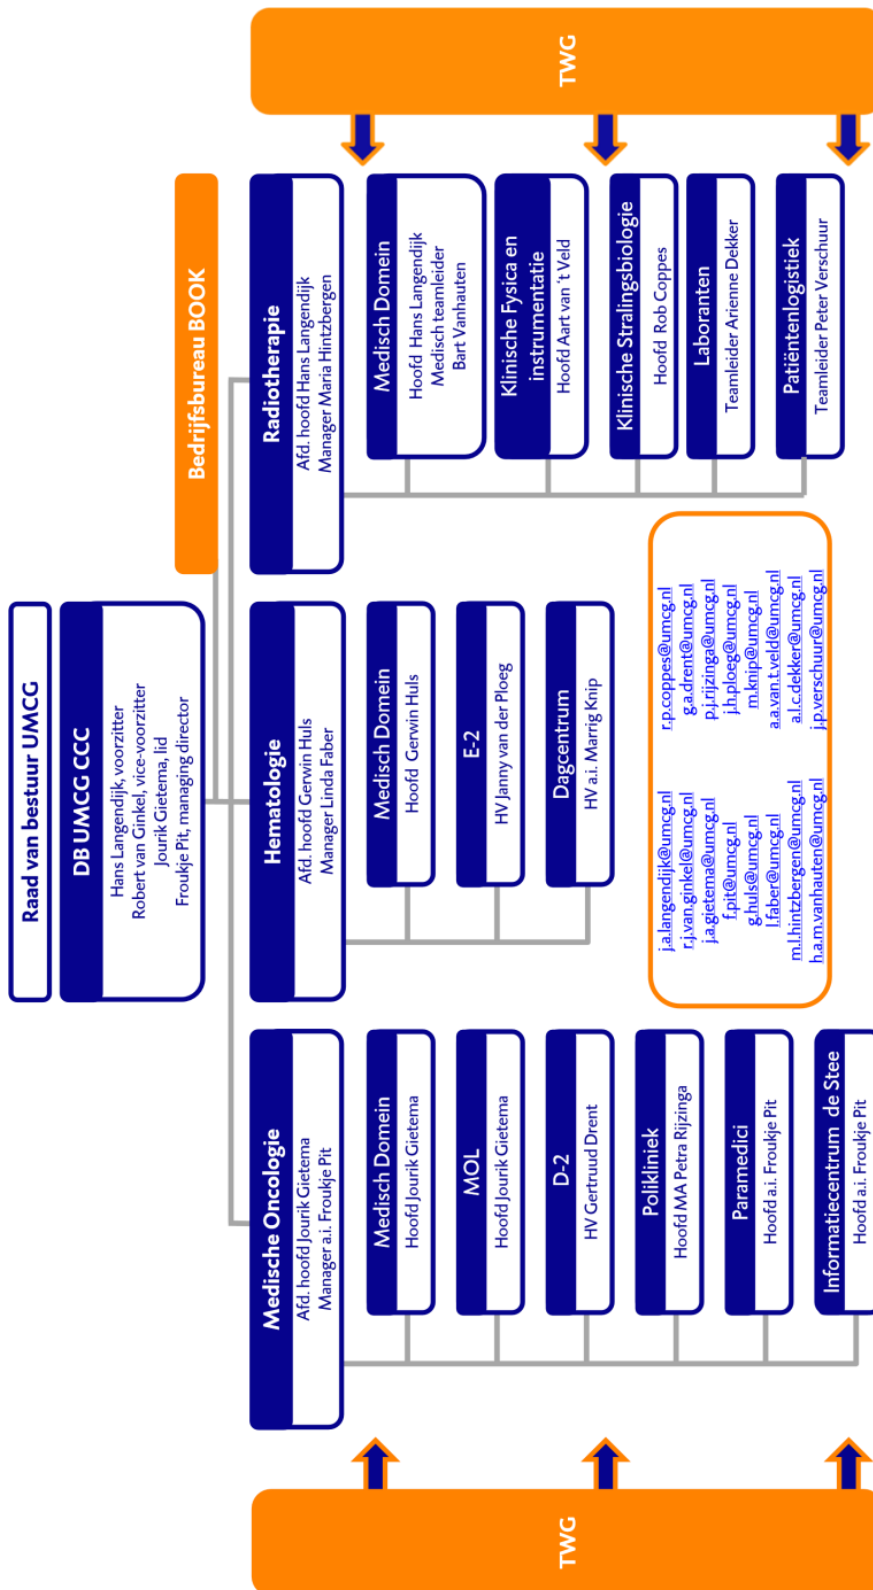 Raad van bestuur UMCG
DB UMCG CCC
Hans Langendijk, voorzitter
Robert van Ginkel, vice-voorzitter
Jourik Gietema, lid
Froukje Pit, managing director
Bedrijfsbureau BOOK
TWG
Medische Oncologie
Afd. hoofd Jourik Gietema
Manager a.i. Froukje Pit
Medisch Domein
Hoofd Jourik Gietema
MOL
Hoofd Jourik Gietema
D-2
HV Gertruud Drent
Polikliniek
Hoofd MA Petra Rijzinga
Paramedici
Hoofd a.i. Froukje Pit
Informatiecentrum de Stee
Hoofd a.i. Froukje Pit
Hematologie
Afd. hoofd Gerwin Huls
Manager Linda Faber
Medisch Domein
Hoofd Gerwin Huls
E-2
HV Janny van der Ploeg
Dagcentrum
HV a.i. Marrig Knip
Radiotherapie
Afd. hoofd Hans Langendijk
Manager Maria Hintzbergen
Medisch Domein
Hoofd Hans Langendijk
Medisch teamleider
Bart Vanhauten
Klinische Fysica en
instrumentatie
Hoofd Aart van 't Veld
Klinische Stralingsbiologie
Hoofd Rob Coppes
Laboranten
Teamleider Arienne Dekker
Patiëntenlogistiek
Teamleider Peter Verschuur
TWG
j.a.langendijk@umcg.nl
r.j.van.ginkel@umcg.nl
j.a.gietema@umcg.nl
f.pit@umcg.nl
g.huls@umcg.nl
l.faber@umcg.nl
m.l.hintzbergen@umcg.nl
h.a.m.vanhauten@umcg.nl
r.p.coppes@umcg.nl
g.a.drent@umcg.nl
p.j.rijzinga@umcg.nl
j.h.ploeg@umcg.nl
m.knip@umcg.nl
a.a.van.t.veld@umcg.nl
a.l.c.dekker@umcg.nl
j.p.verschuur@umcg.nl